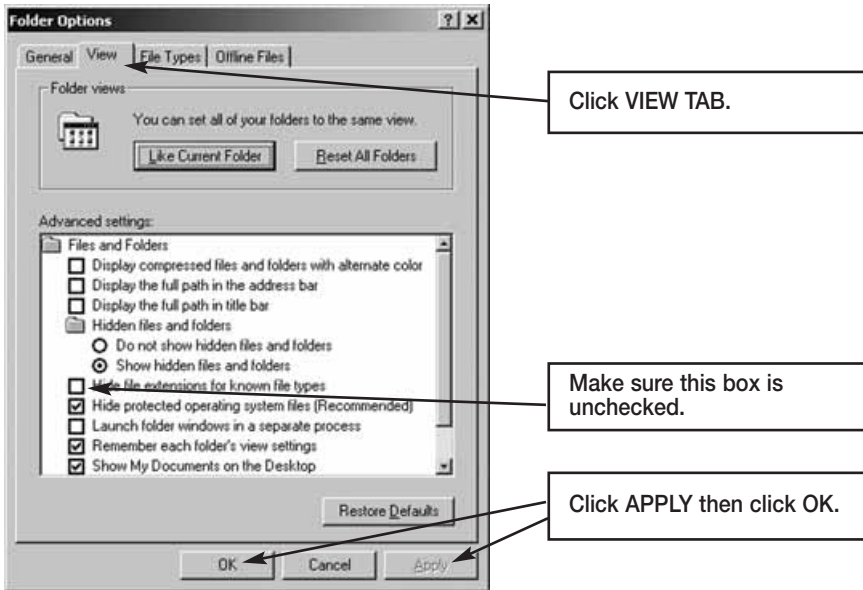 Folder Options
General View File Types Offline Files
Folder views
You can set all of your folders to the same view.
Like Current Folder Reset All Folders
Advanced settings:
Files and Folders
Display compressed files and folders with alternate color
Display the full path in the address bar
Display the full path in title bar
Hidden files and folders
Do not show hidden files and folders
Show hidden files and folders
Hide file extensions for known file types
Hide protected operating system files (Recommended)
Launch folder windows in a separate process
Remember each folder's view settings
Show My Documents on the Desktop
Restore Defaults
OK Cancel Apply
Click VIEW TAB.
Make sure this box is
unchecked.
Click APPLY then click OK.